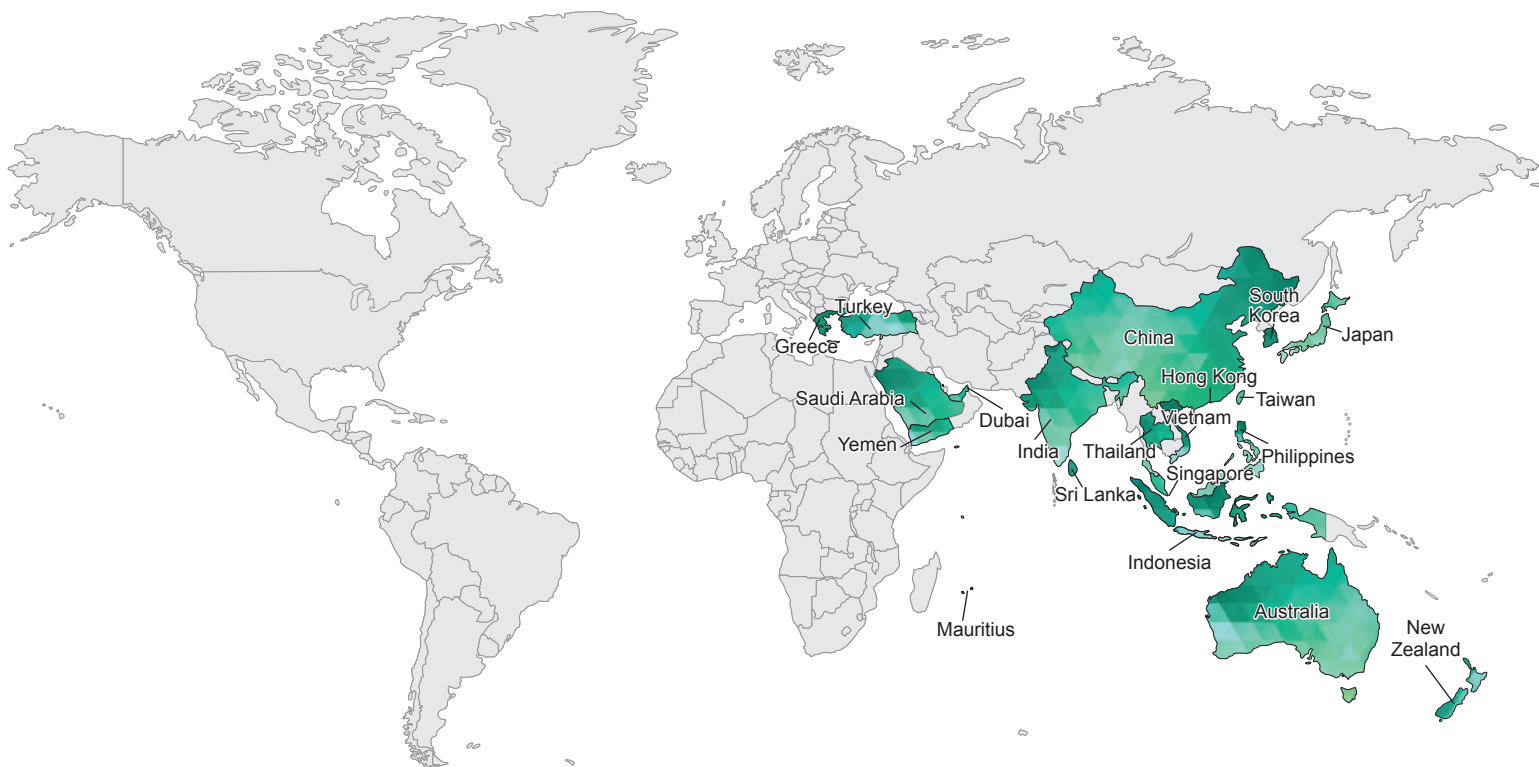 Turkey
South
Korea
China
Japan
Greece
Hong Kong
Saudi Arabia
Taiwan
Dubai
Vietnam
Yemen
India
Thailand
Philippines
Singapore
Sri Lanka
Indonesia
Australia
Mauritius
New
Zealand